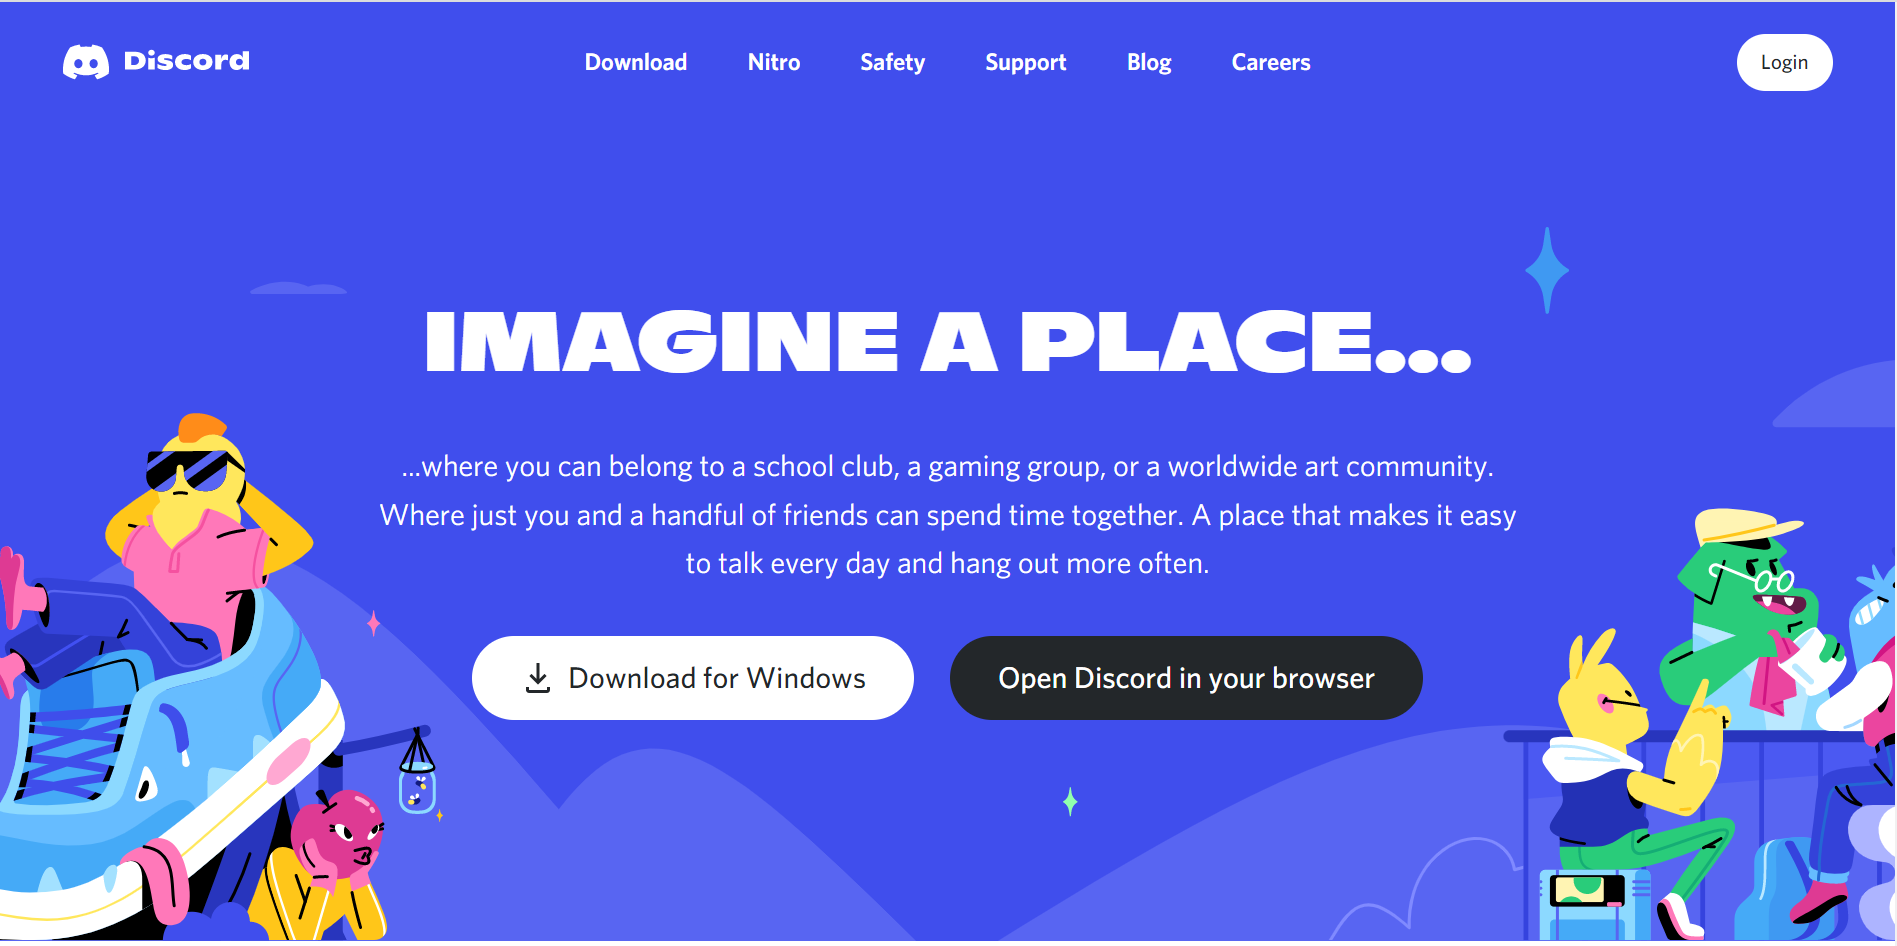 Discord
Download
Nitro
Safety
Support
Blog
Careers
Login
IMAGINE A PLACE...
...where you can belong to a school club, a gaming group, or a worldwide art community.
Where just you and a handful of friends can spend time together. A place that makes it easy
to talk every day and hang out more often.
Download for Windows
Open Discord in your browser